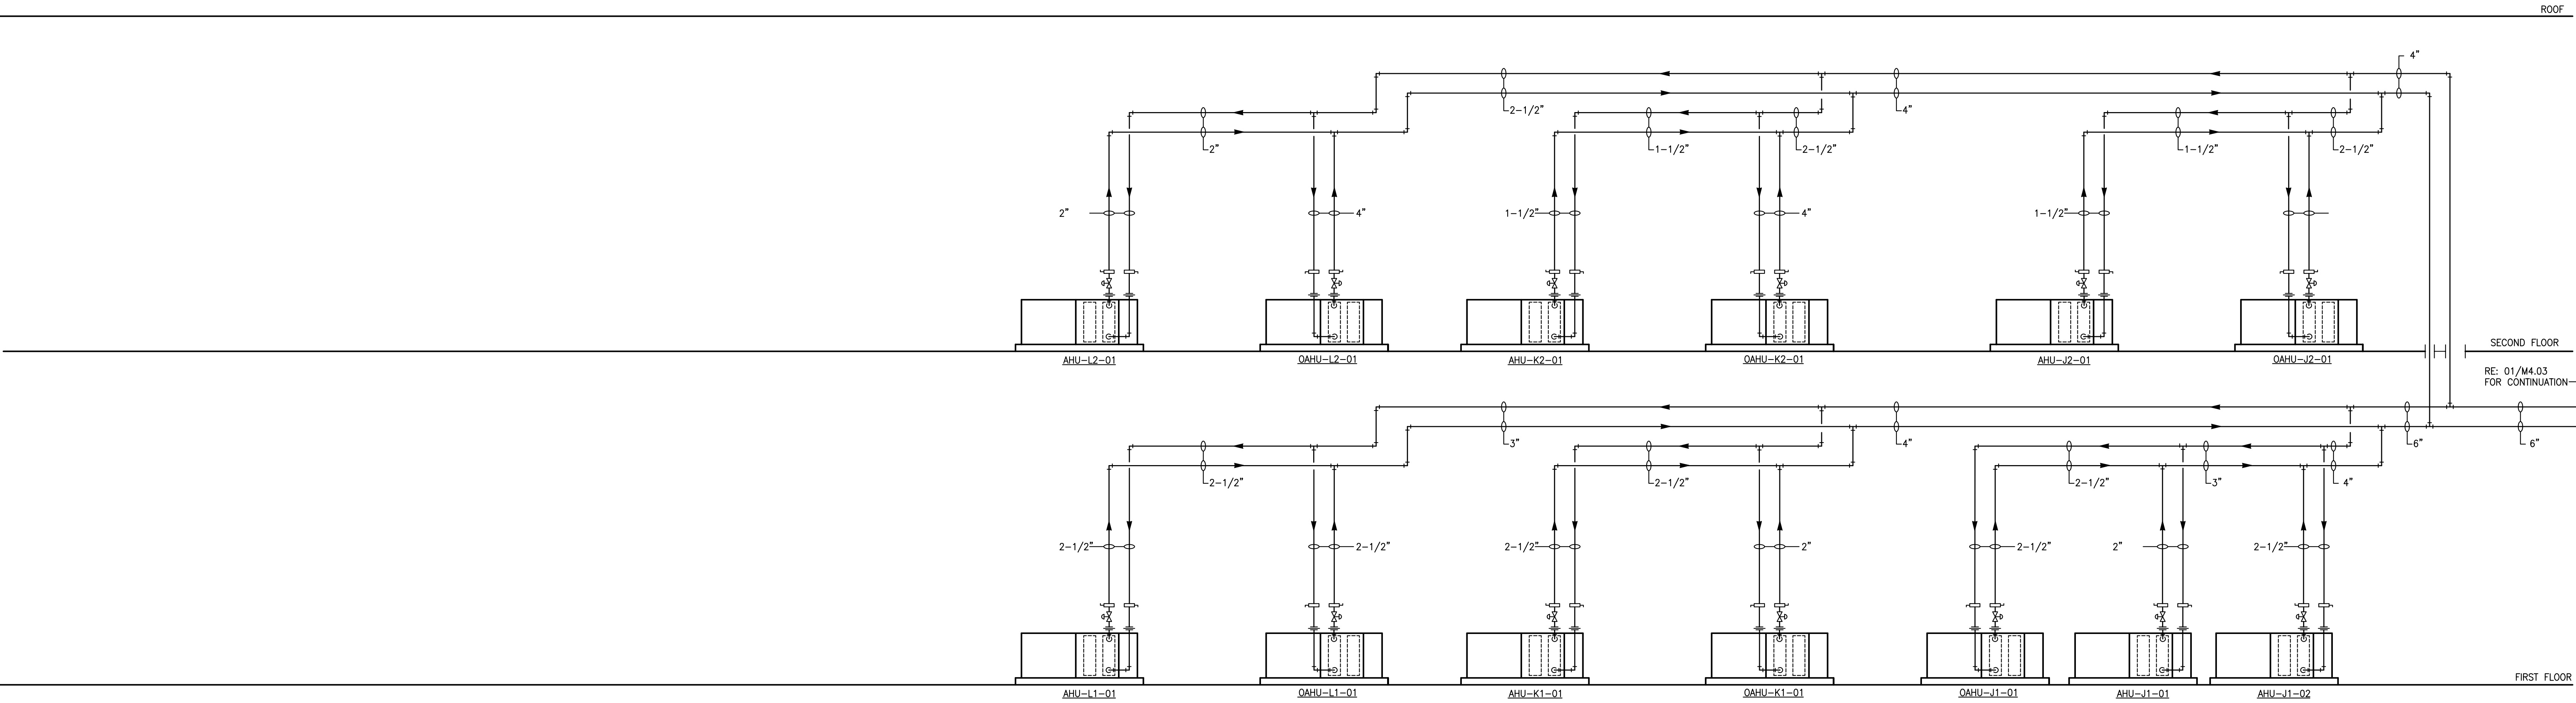 ROOF
4"
2-1/2"
4"
2"
1-1/2"
2-1/2"
1-1/2"
2-1/2"
2"
4"
1-1/2"
4"
1-1/2"
AHU-L2-01
OAHU-L2-01
AHU-K2-01
OAHU-K2-01
AHU-J2-01
OAHU-J2-01
SECOND FLOOR
RE: 01/M4.03
FOR CONTINUATION
3"
4"
6"
6"
2-1/2"
2-1/2"
2-1/2"
3"
4"
2-1/2"
2-1/2"
2-1/2"
2"
2-1/2"
2"
2-1/2"
AHU-L1-01
OAHU-L1-01
AHU-K1-01
OAHU-K1-01
OAHU-J1-01
AHU-J1-01
AHU-J1-02
FIRST FLOOR